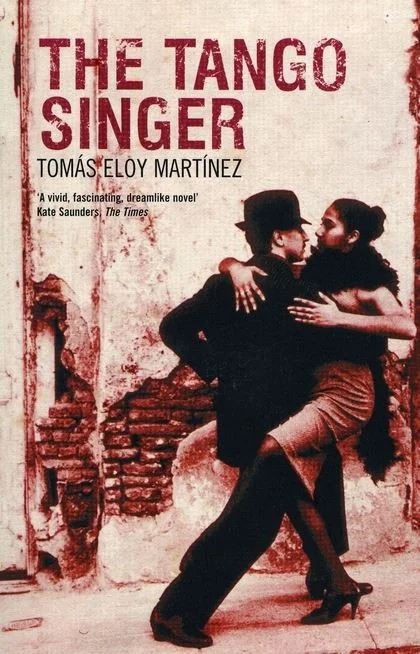 THE TANGO
SINGER
TOMÁS ELOY MARTÍNEZ
'A vivid, fascinating, dreamlike novel'
Kate Saunders, The Times